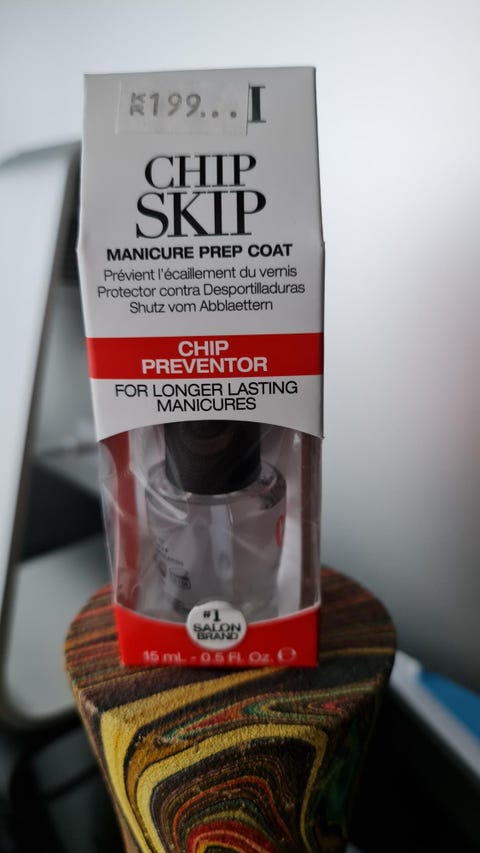 KR199... I
CHIP
SKIP
MANICURE PREP COAT
Prévient l'écaillement du vernis
Protector contra Desportilladuras
Shutz vom Abblaettern
CHIP
PREVENTOR
FOR LONGER LASTING
MANICURES
#1
SALON
BRAND
15 mL - 0.5 Fl. Oz. ℮